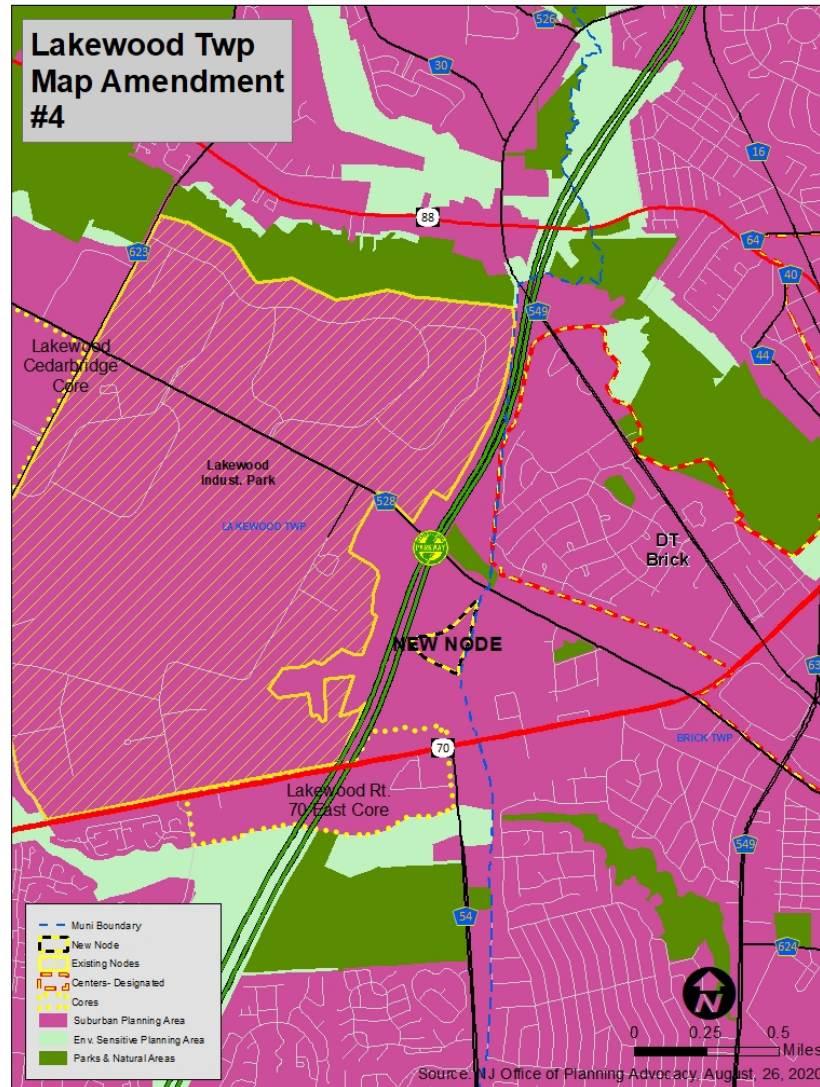 Lakewood Twp
Map Amendment
#4
526
30
16
88
64
623
40
549
44
Lakewood
Cedarbridge
Core
Lakewood
Indust. Park
528
LAKEWOOD TWP
PARKWAY
DT
Brick
NEW NODE
63
70
BRICK TWP
Lakewood Rt.
70 East Core
549
54
624
Muni Boundary
New Node
Existing Nodes
Centers- Designated
Cores
Suburban Planning Area
Env. Sensitive Planning Area
Parks & Natural Areas
N
0 0.25 0.5
Miles
Source: NJ Office of Planning Advocacy, August, 26, 2020